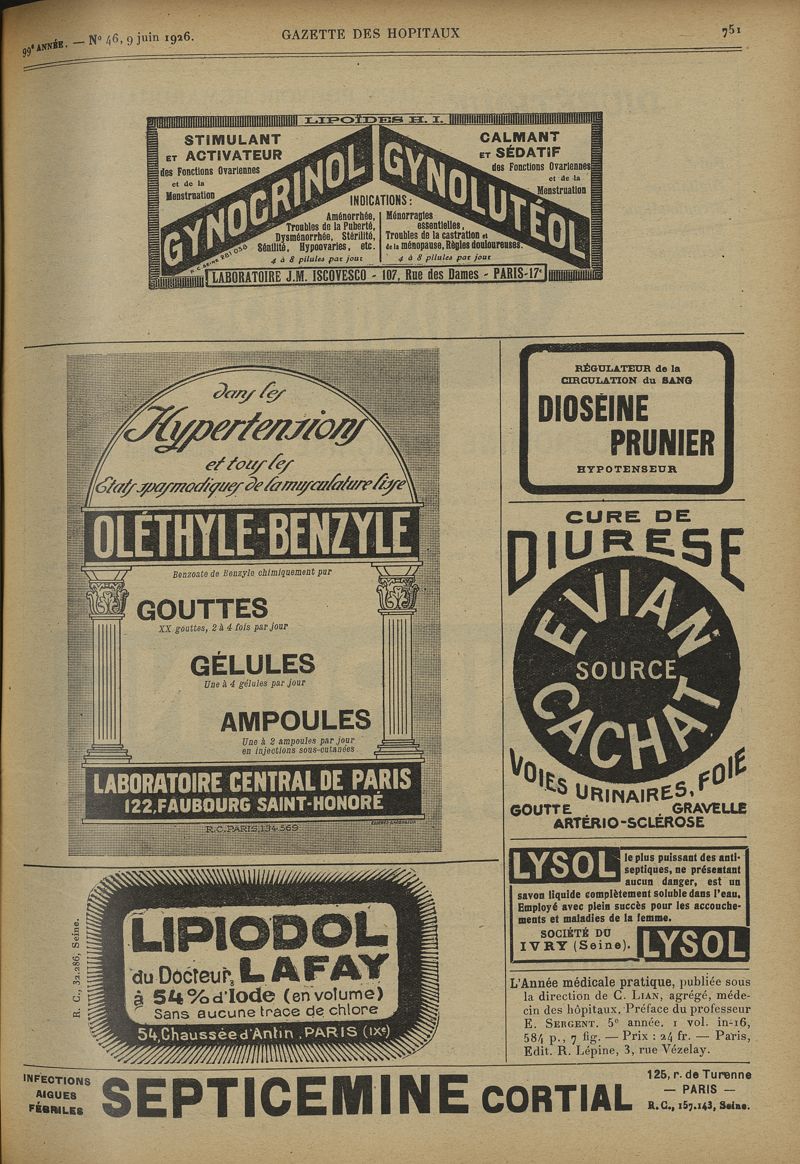 99e ANNÉE. — No 46, 9 juin 1926.
GAZETTE DES HOPITAUX
751
LIPOÏDES H. I.
STIMULANT
ET ACTIVATEUR
des Fonctions Ovariennes
et de la
Menstruation
GYNOCRINOL
CALMANT
ET SÉDATIF
des Fonctions Ovariennes
et de la
Menstruation
GYNOLUTÉOL
INDICATIONS :
Aménorrhée,
Troubles de la Puberté,
Dysménorrhée, Stérilité,
Sénilité, Hypoovaries, etc.
4 à 8 pilules par jour
Ménorragies
essentielles,
Troubles de la castration et
de la ménopause, Règles douloureuses.
4 à 8 pilules par jour
R. C. SEINE
LABORATOIRE J.M. ISCOVESCO - 107, Rue des Dames - PARIS-17e
dans les
Hypertensions
et tous les
États spasmodiques de la musculature lisse
OLÉTHYLE-BENZYLE
Benzoate de Benzyle chimiquement pur
GOUTTES
XX gouttes, 2 à 4 fois par jour
GÉLULES
Une à 4 gélules par jour
AMPOULES
Une à 2 ampoules par jour
en injections sous-cutanées
LABORATOIRE CENTRAL DE PARIS
122, FAUBOURG SAINT-HONORÉ
R.C. PARIS, 134.569
RÉGULATEUR de la
CIRCULATION du SANG
DIOSÉINE
PRUNIER
HYPOTENSEUR
CURE DE
DIURÈSE
EVIAN
SOURCE
CACHAT
VOIES URINAIRES, FOIE
GOUTTE GRAVELLE
ARTÉRIO-SCLÉROSE
LYSOL le plus puissant des anti-
septiques, ne présentant
aucun danger, est un
savon liquide complètement soluble dans l'eau.
Employé avec plein succès pour les accouche-
ments et maladies de la femme.
SOCIÉTÉ DU
IVRY (Seine). LYSOL
LIPIODOL
du Docteur LAFAY
à 54 % d'Iode (en volume)
Sans aucune trace de chlore
54, Chaussée d'Antin, PARIS (IXe)
R. C., 32.286, Seine.
L'Année médicale pratique, publiée sous
la direction de C. LIAN, agrégé, méde-
cin des hôpitaux. Préface du professeur
E. SERGENT. 5e année. 1 vol. in-16,
584 p., 7 fig. — Prix : 24 fr. — Paris,
Edit. R. Lépine, 3, rue Vézelay.
INFECTIONS
AIGUES
FÉBRILES
SEPTICEMINE CORTIAL
125, r. de Turenne
— PARIS —
R. C., 157.143, Seine.